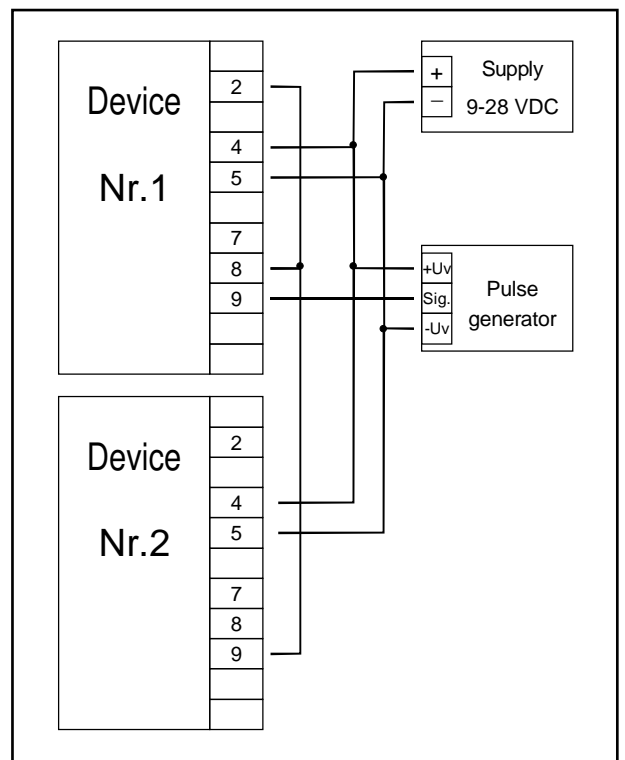 Device
Nr.1
2
4
5
7
8
9
+ Supply
− 9-28 VDC
+Uv
Sig.
-Uv
Pulse
generator
Device
Nr.2
2
4
5
7
8
9